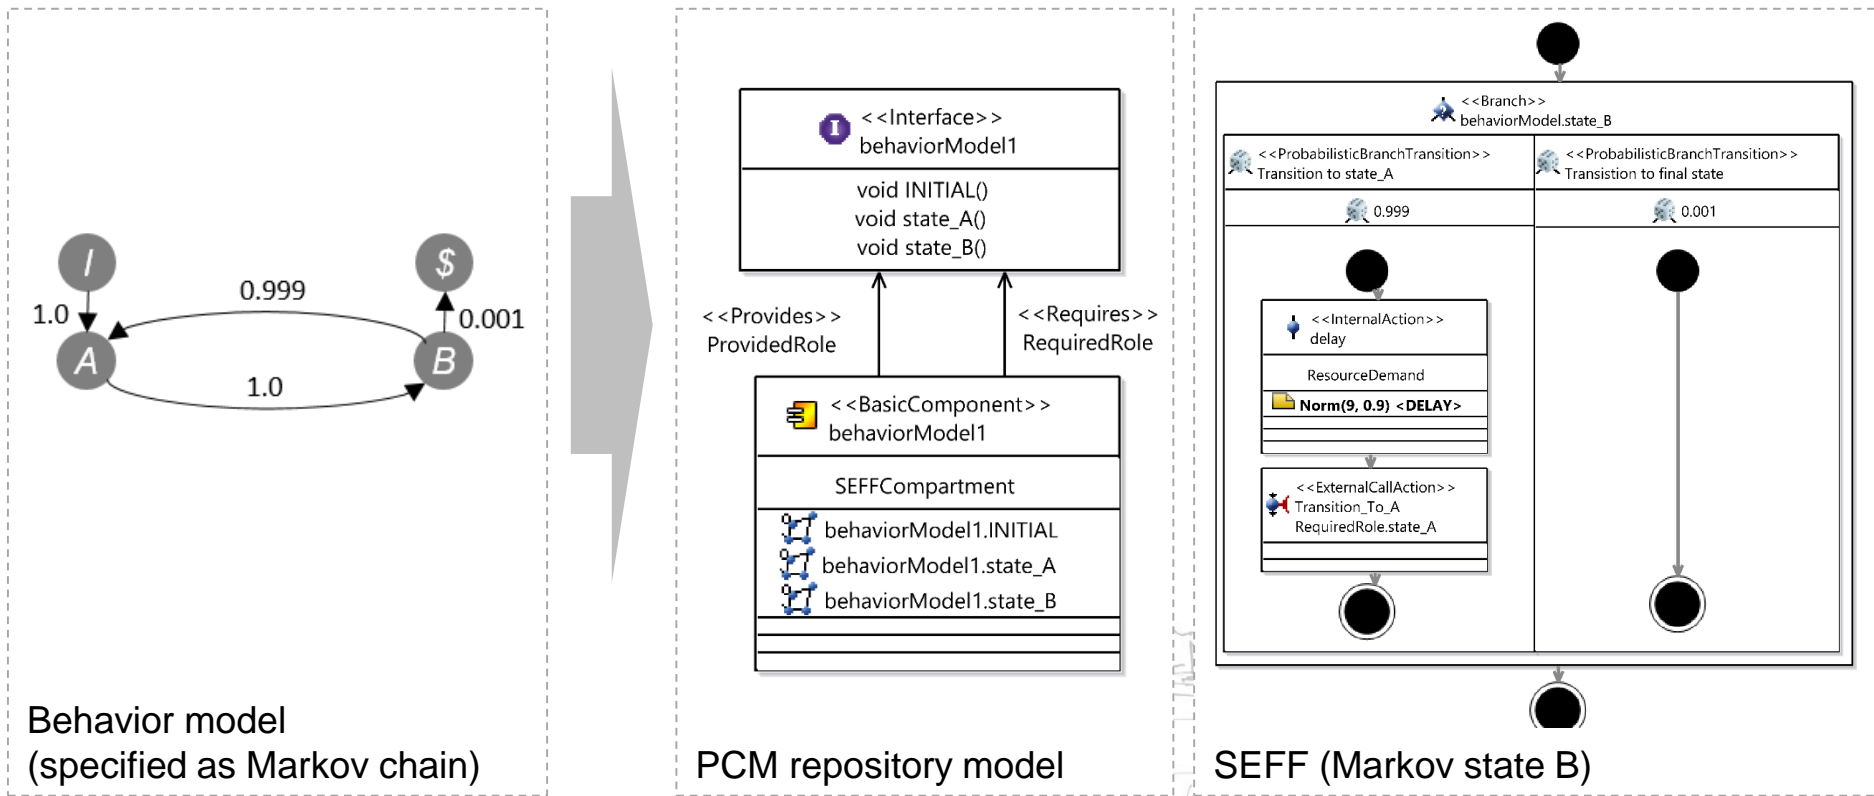 I
$
0.999
1.0
0.001
A
B
1.0
Behavior model
(specified as Markov chain)
I
<<Interface>>
behaviorModel1
void INITIAL()
void state_A()
void state_B()
<<Provides>>
ProvidedRole
<<Requires>>
RequiredRole
<<BasicComponent>>
behaviorModel1
SEFFCompartment
behaviorModel1.INITIAL
behaviorModel1.state_A
behaviorModel1.state_B
PCM repository model
<<Branch>>
behaviorModel.state_B
<<ProbabilisticBranchTransition>>
Transition to state_A
0.999
<<InternalAction>>
delay
ResourceDemand
Norm(9, 0.9) <DELAY>
<<ExternalCallAction>>
Transition_To_A
RequiredRole.state_A
<<ProbabilisticBranchTransition>>
Transistion to final state
0.001
SEFF (Markov state B)